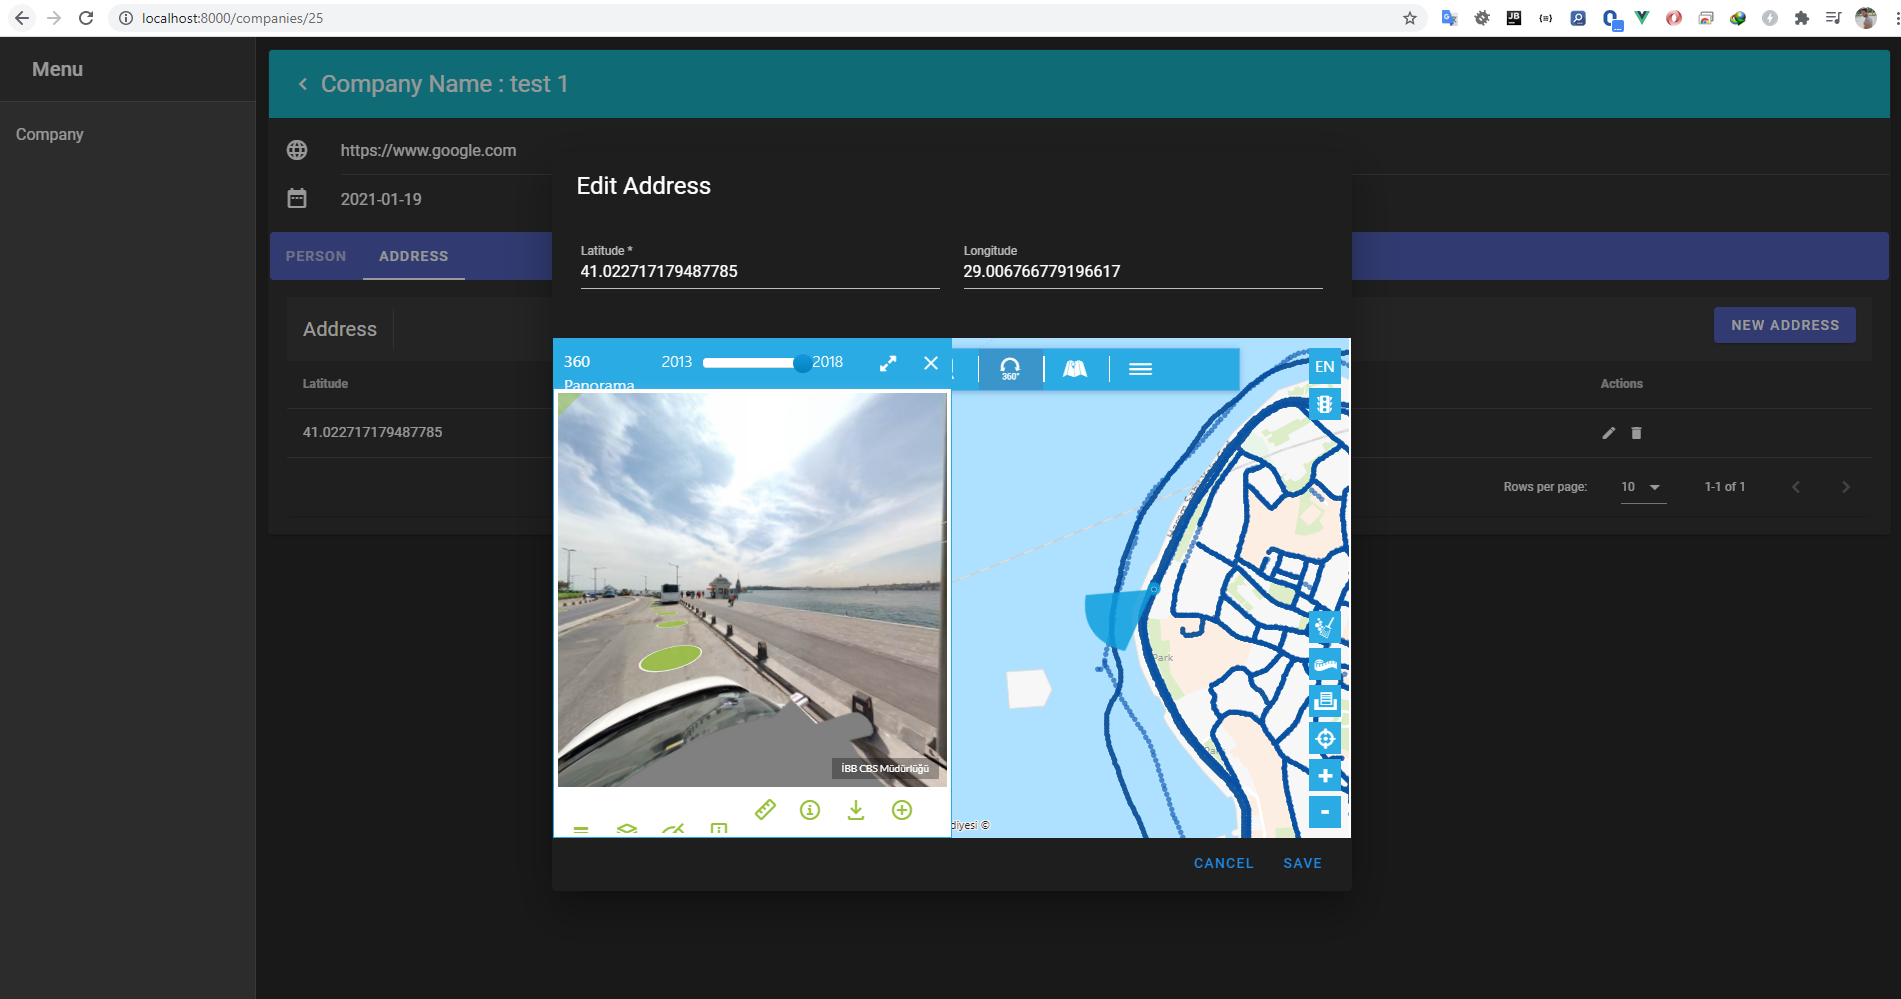 localhost:8000/companies/25
Menu
Company
Company Name : test 1
https://www.google.com
2021-01-19
PERSON
ADDRESS
Address
NEW ADDRESS
Latitude
Actions
41.022717179487785
Rows per page:
10
1-1 of 1
Edit Address
Latitude *
41.022717179487785
Longitude
29.006766779196617
360
Panorama
2013
2018
360°
EN
Park
Park
İBB CBS Müdürlüğü
diyesi ©
CANCEL
SAVE